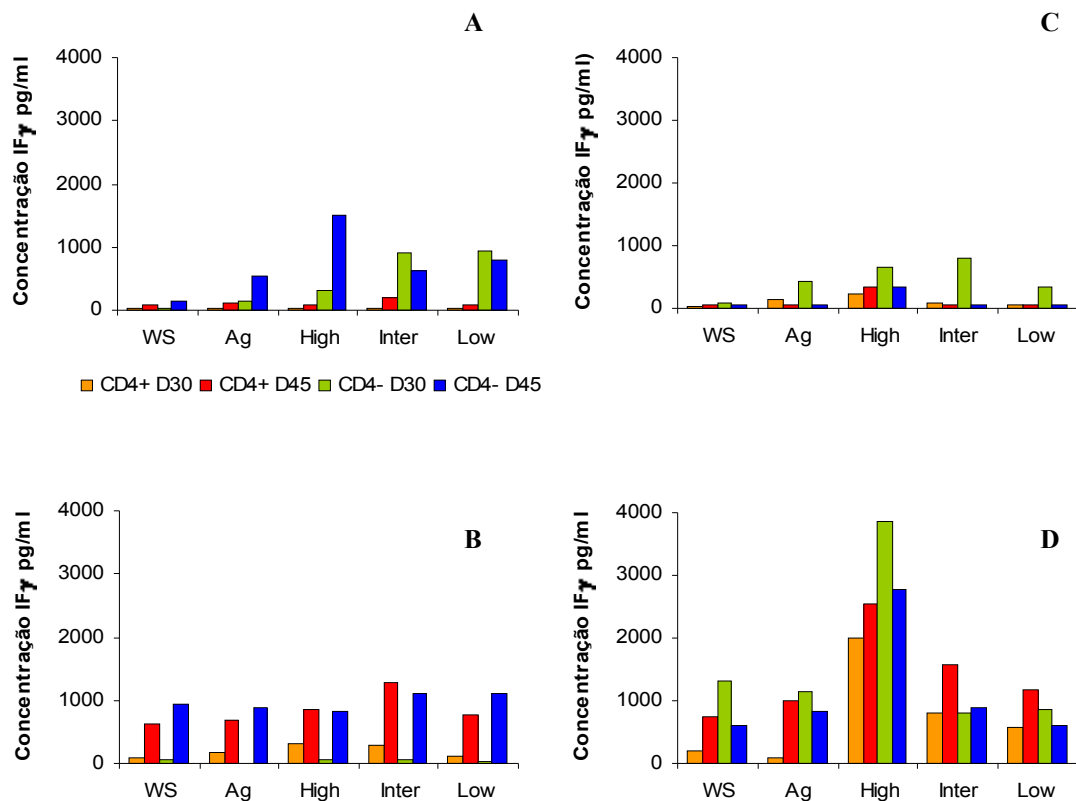 A
Concentração IFγ pg/ml
4000
3000
2000
1000
0
WS Ag High Inter Low
C
Concentração IFγ pg/ml)
4000
3000
2000
1000
0
WS Ag High Inter Low
CD4+ D30 CD4+ D45 CD4- D30 CD4- D45
B
Concentração IFγ pg/ml
4000
3000
2000
1000
0
WS Ag High Inter Low
D
Concentração IFγ pg/ml
4000
3000
2000
1000
0
WS Ag High Inter Low